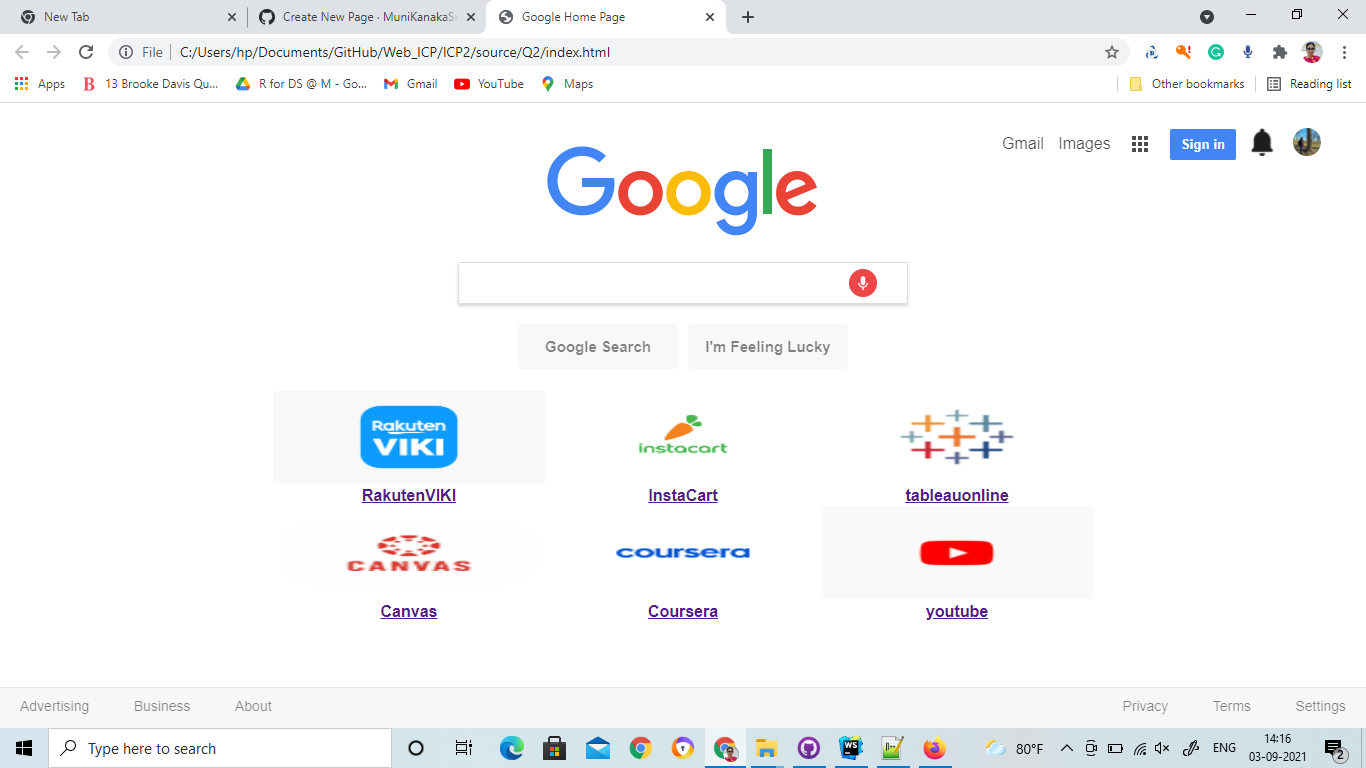 New Tab
Create New Page · MuniKanakaS
Google Home Page
File
C:/Users/hp/Documents/GitHub/Web_ICP/ICP2/source/Q2/index.html
Apps
13 Brooke Davis Qu...
R for DS @ M - Go...
Gmail
YouTube
Maps
Other bookmarks
Reading list
Gmail
Images
Sign in
Google
Google Search
I'm Feeling Lucky
Rakuten
VIKI
instacart
RakutenVIKI
InstaCart
tableauonline
CANVAS
coursera
Canvas
Coursera
youtube
Advertising
Business
About
Privacy
Terms
Settings
Type here to search
WS
80°F
ENG
14:16
03-09-2021
2